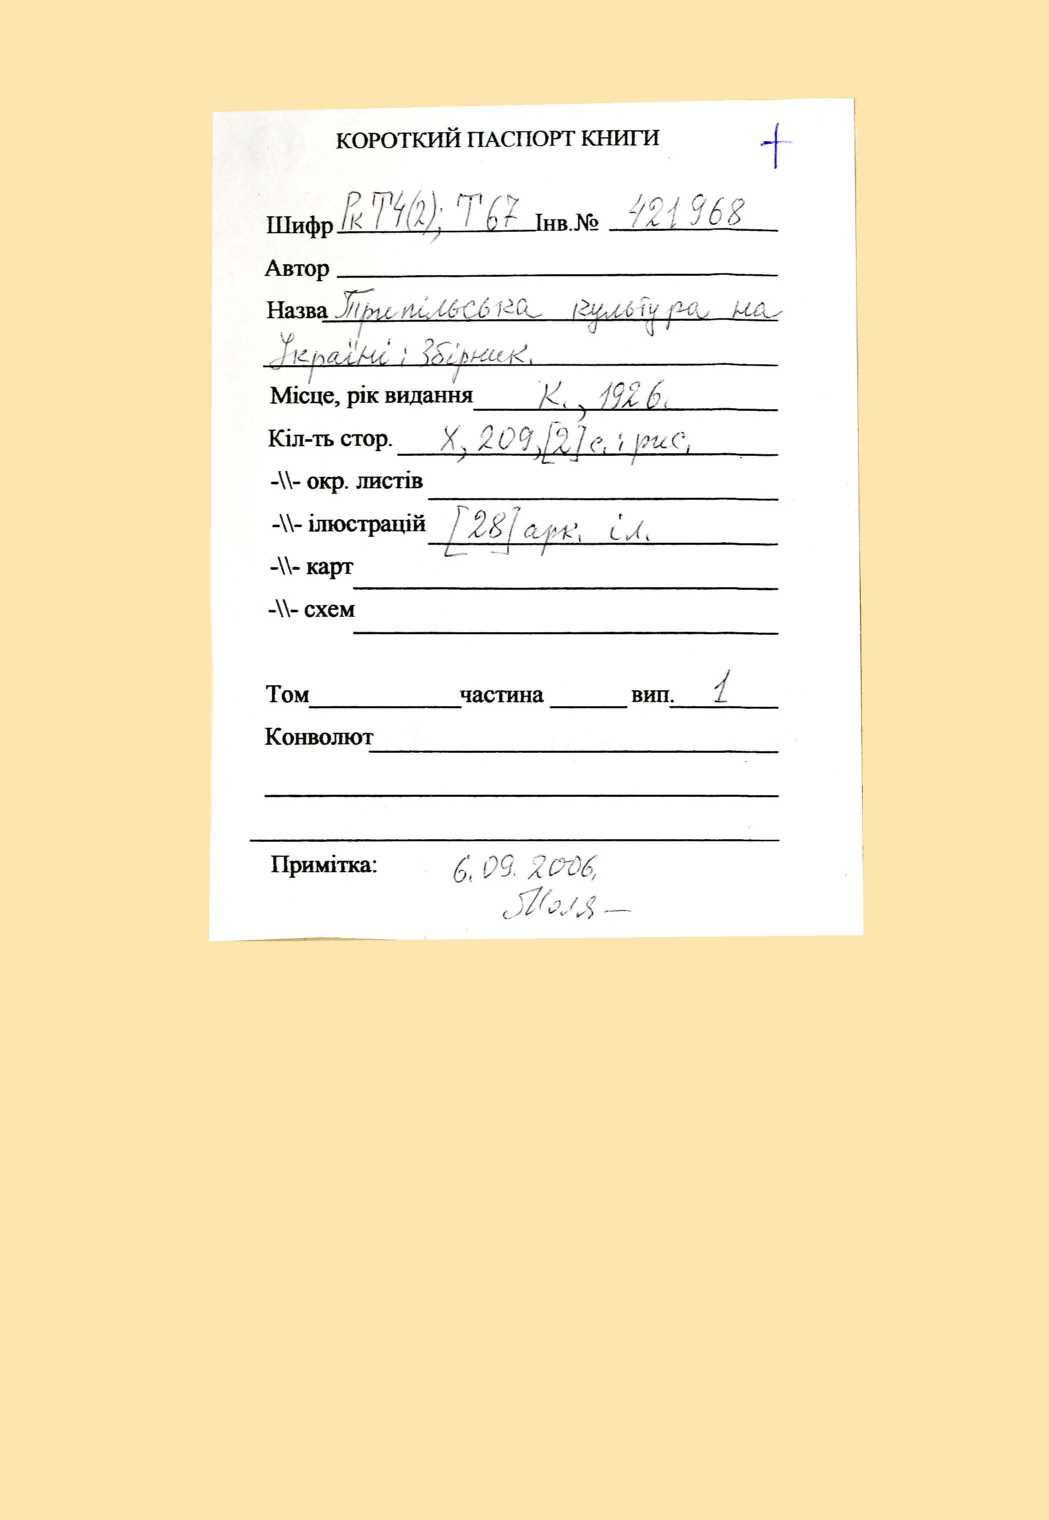 КОРОТКИЙ ПАСПОРТ КНИГИ
+
Шифр Рк Т4(2); Т 67 Інв.№ 421968
Автор
Назва Трипільська культура на
Україні : Збірник.
Місце, рік видання К., 1926.
Кіл-ть стор. X, 209, [2] с. : рис.
-\\- окр. листів
-\\- ілюстрацій [28] арк. іл.
-\\- карт
-\\- схем
Том частина вип. 1
Конволют
Примітка: 6.09.2006.